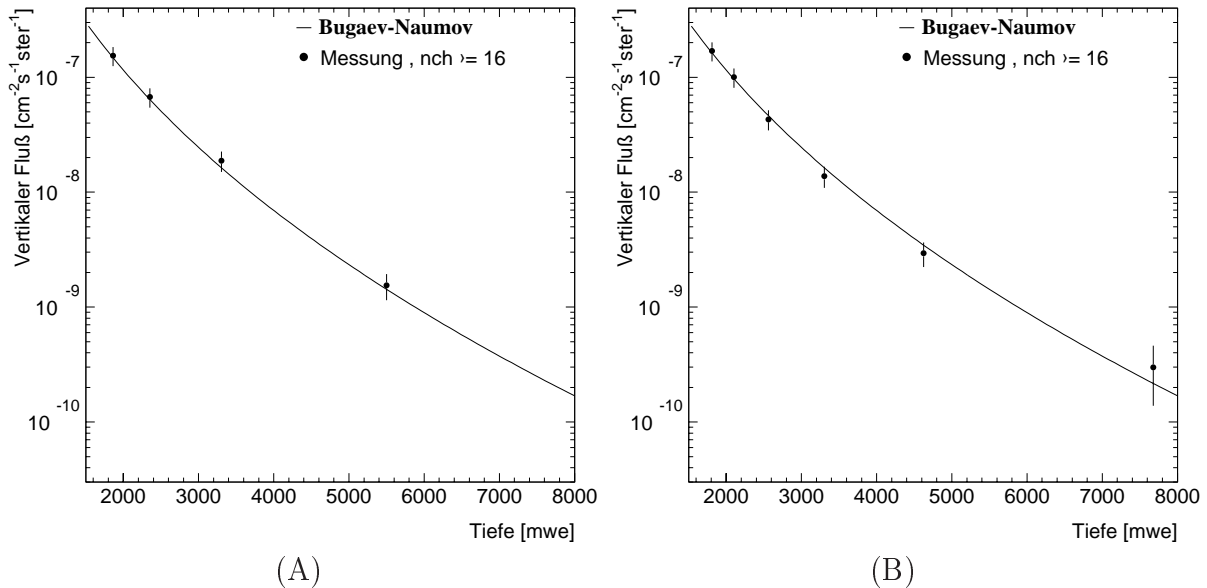 Vertikaler Fluß [cm⁻²s⁻¹ster⁻¹]
— Bugaev-Naumov
• Messung , nch >= 16
10⁻⁷
10⁻⁸
10⁻⁹
10⁻¹⁰
2000 3000 4000 5000 6000 7000 8000
Tiefe [mwe]
(A)
Vertikaler Fluß [cm⁻²s⁻¹ster⁻¹]
— Bugaev-Naumov
• Messung , nch >= 16
10⁻⁷
10⁻⁸
10⁻⁹
10⁻¹⁰
2000 3000 4000 5000 6000 7000 8000
Tiefe [mwe]
(B)